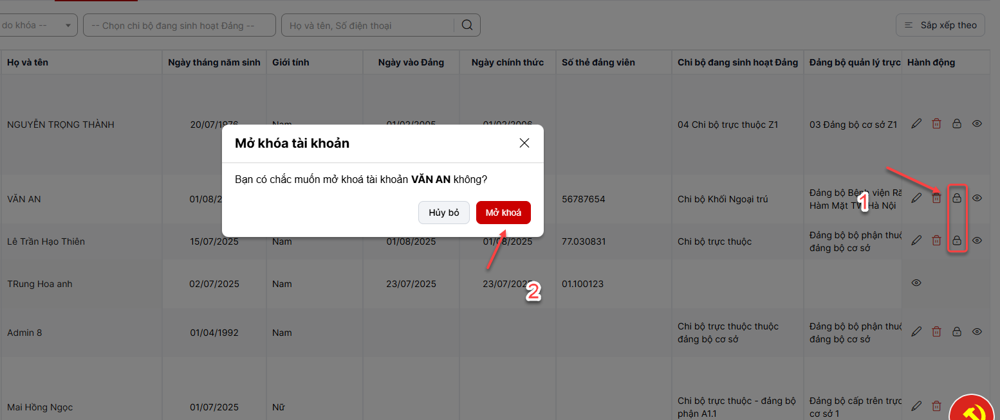 do khóa --
-- Chọn chi bộ đang sinh hoạt Đảng --
Họ và tên, Số điện thoại
Sắp xếp theo
Họ và tên
Ngày tháng năm sinh
Giới tính
Ngày vào Đảng
Ngày chính thức
Số thẻ đảng viên
Chi bộ đang sinh hoạt Đảng
Đảng bộ quản lý trực
Hành động
NGUYỄN TRỌNG THÀNH
20/07/1976
Nam
01/02/2005
01/02/2006
04 Chi bộ trực thuộc Z1
03 Đảng bộ cơ sở Z1
Mở khóa tài khoản
Bạn có chắc muốn mở khoá tài khoản VĂN AN không?
Hủy bỏ
Mở khoá
VĂN AN
01/08/2
56787654
Chi bộ Khối Ngoại trú
Đảng bộ Bệnh viện Ră
Hàm Mặt TW Hà Nội
1
Lê Trần Hạo Thiên
15/07/2025
Nam
01/08/2025
01/08/2025
77.030831
Chi bộ trực thuộc
Đảng bộ bộ phận thuộ
đảng bộ cơ sở
2
TRung Hoa anh
02/07/2025
Nam
23/07/2025
23/07/2025
01.100123
Admin 8
01/04/1992
Nam
Chi bộ trực thuộc thuộc
đảng bộ cơ sở
Đảng bộ bộ phận thuộ
đảng bộ cơ sở
Mai Hồng Ngọc
01/07/2025
Nữ
Chi bộ trực thuộc - đảng bộ
phận A1.1
Đảng bộ cấp trên trực
cơ sở 1